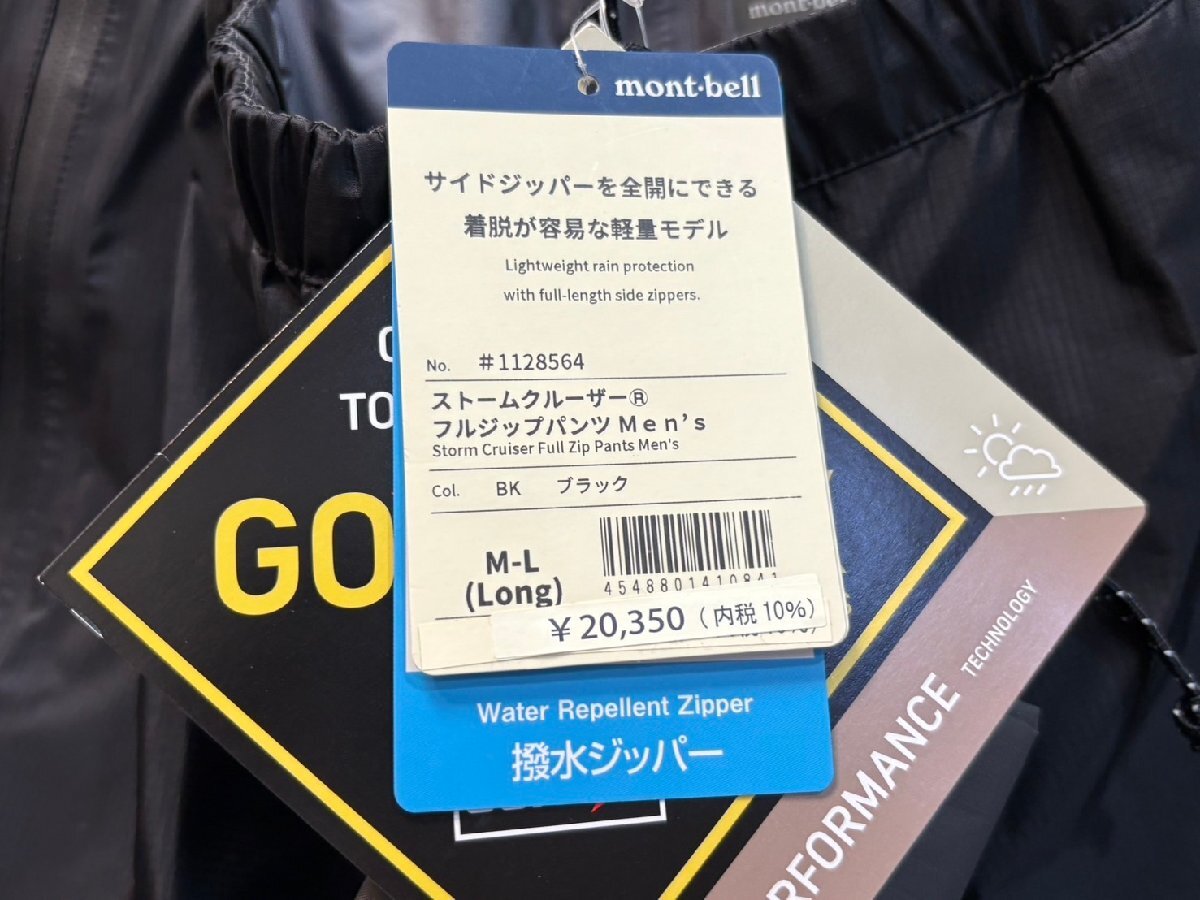 mont-bell
mont-bell
サイドジッパーを全開にできる
着脱が容易な軽量モデル
Lightweight rain protection
with full-length side zippers.
No. #1128564
ストームクルーザー®
フルジップパンツ Men's
Storm Cruiser Full Zip Pants Men's
Col. BK ブラック
M-L
(Long)
4548801410841
¥20,350(内税10%)
Water Repellent Zipper
撥水ジッパー
TO
GO
RFORMANCE
TECHNOLOGY